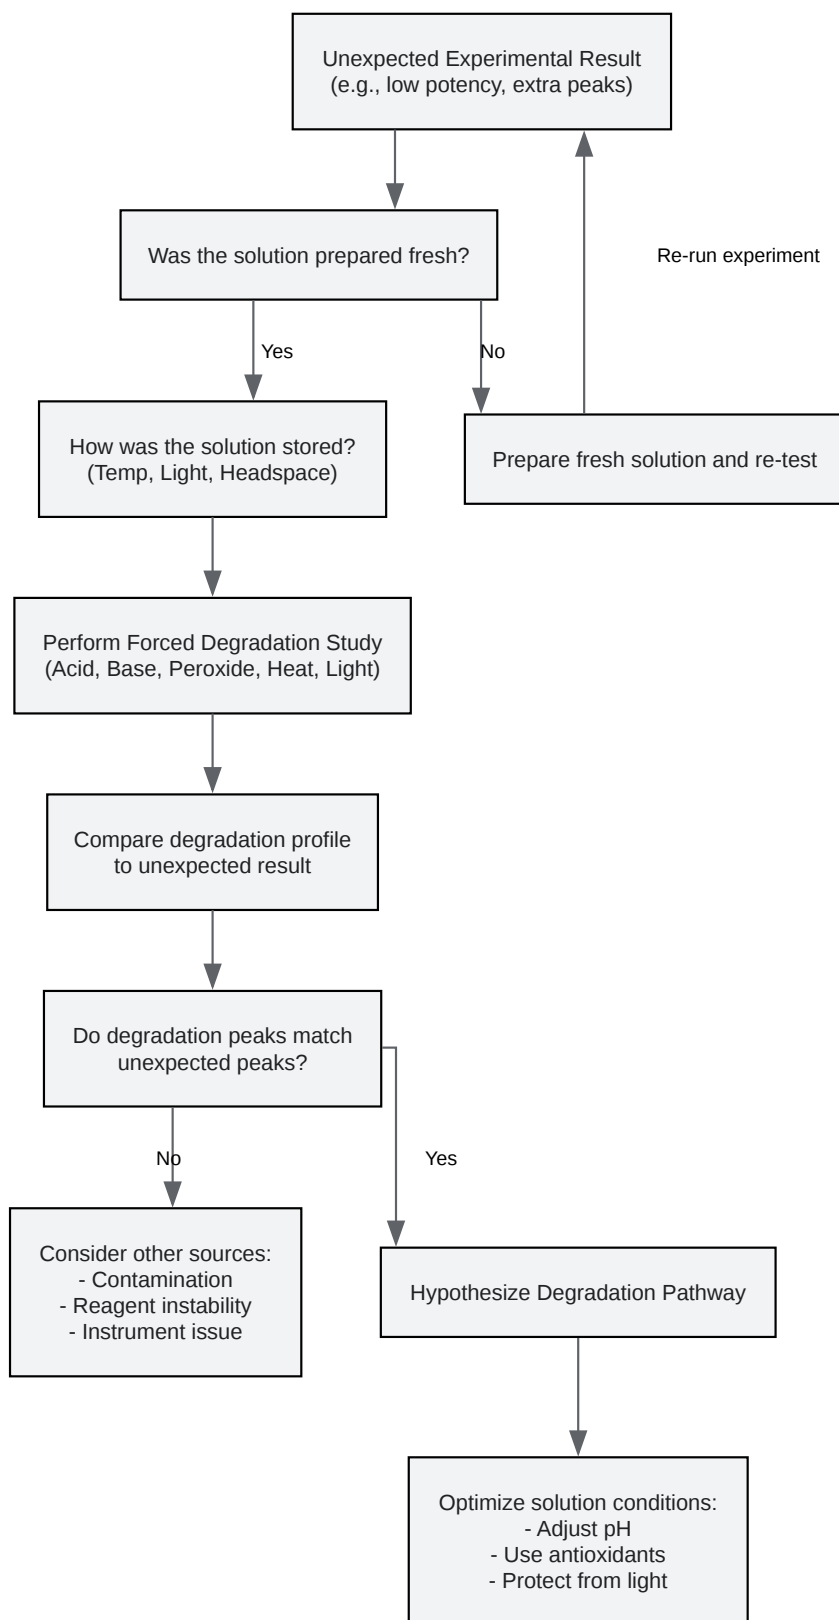 Unexpected Experimental Result
(e.g., low potency, extra peaks)
Was the solution prepared fresh?
Re-run experiment
Yes
No
How was the solution stored?
(Temp, Light, Headspace)
Prepare fresh solution and re-test
Perform Forced Degradation Study
(Acid, Base, Peroxide, Heat, Light)
Compare degradation profile
to unexpected result
Do degradation peaks match
unexpected peaks?
No
Yes
Consider other sources:
- Contamination
- Reagent instability
- Instrument issue
Hypothesize Degradation Pathway
Optimize solution conditions:
- Adjust pH
- Use antioxidants
- Protect from light